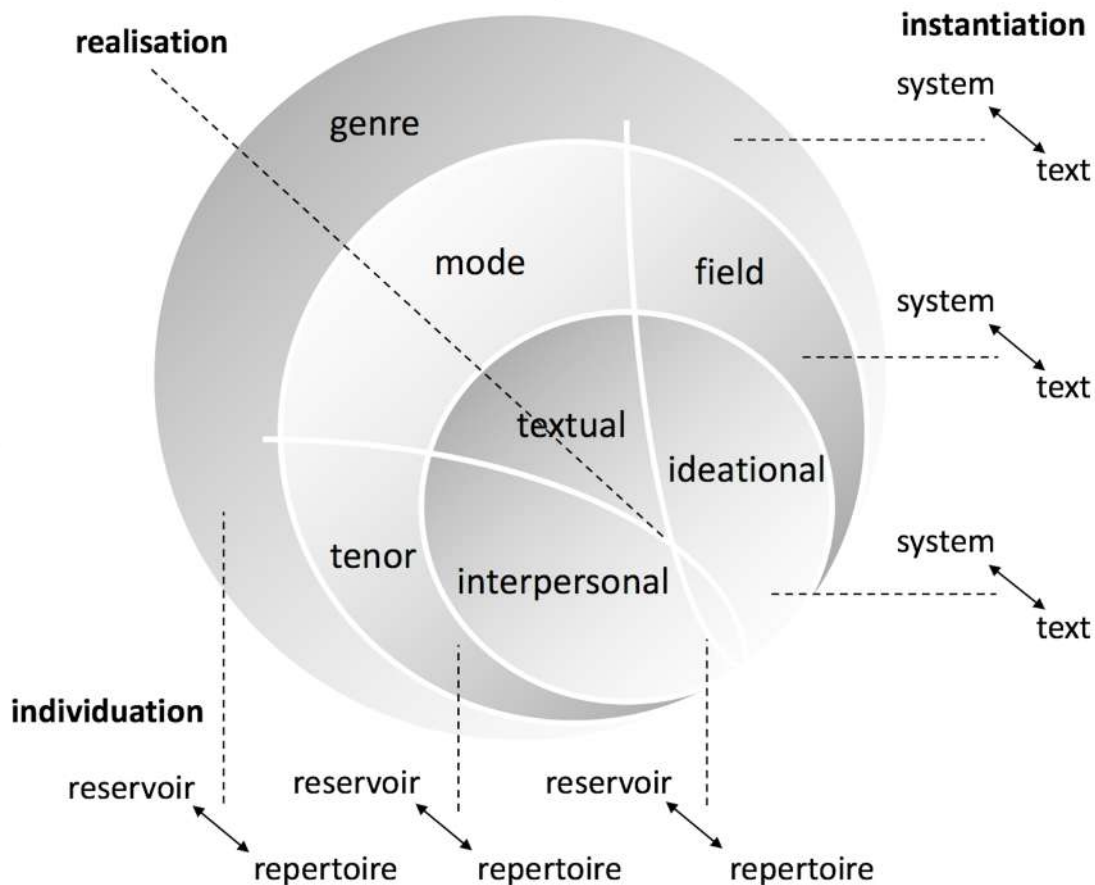 realisation
instantiation
system
text
genre
mode
field
system
text
textual
ideational
system
text
tenor
interpersonal
individuation
reservoir
repertoire
reservoir
repertoire
reservoir
repertoire